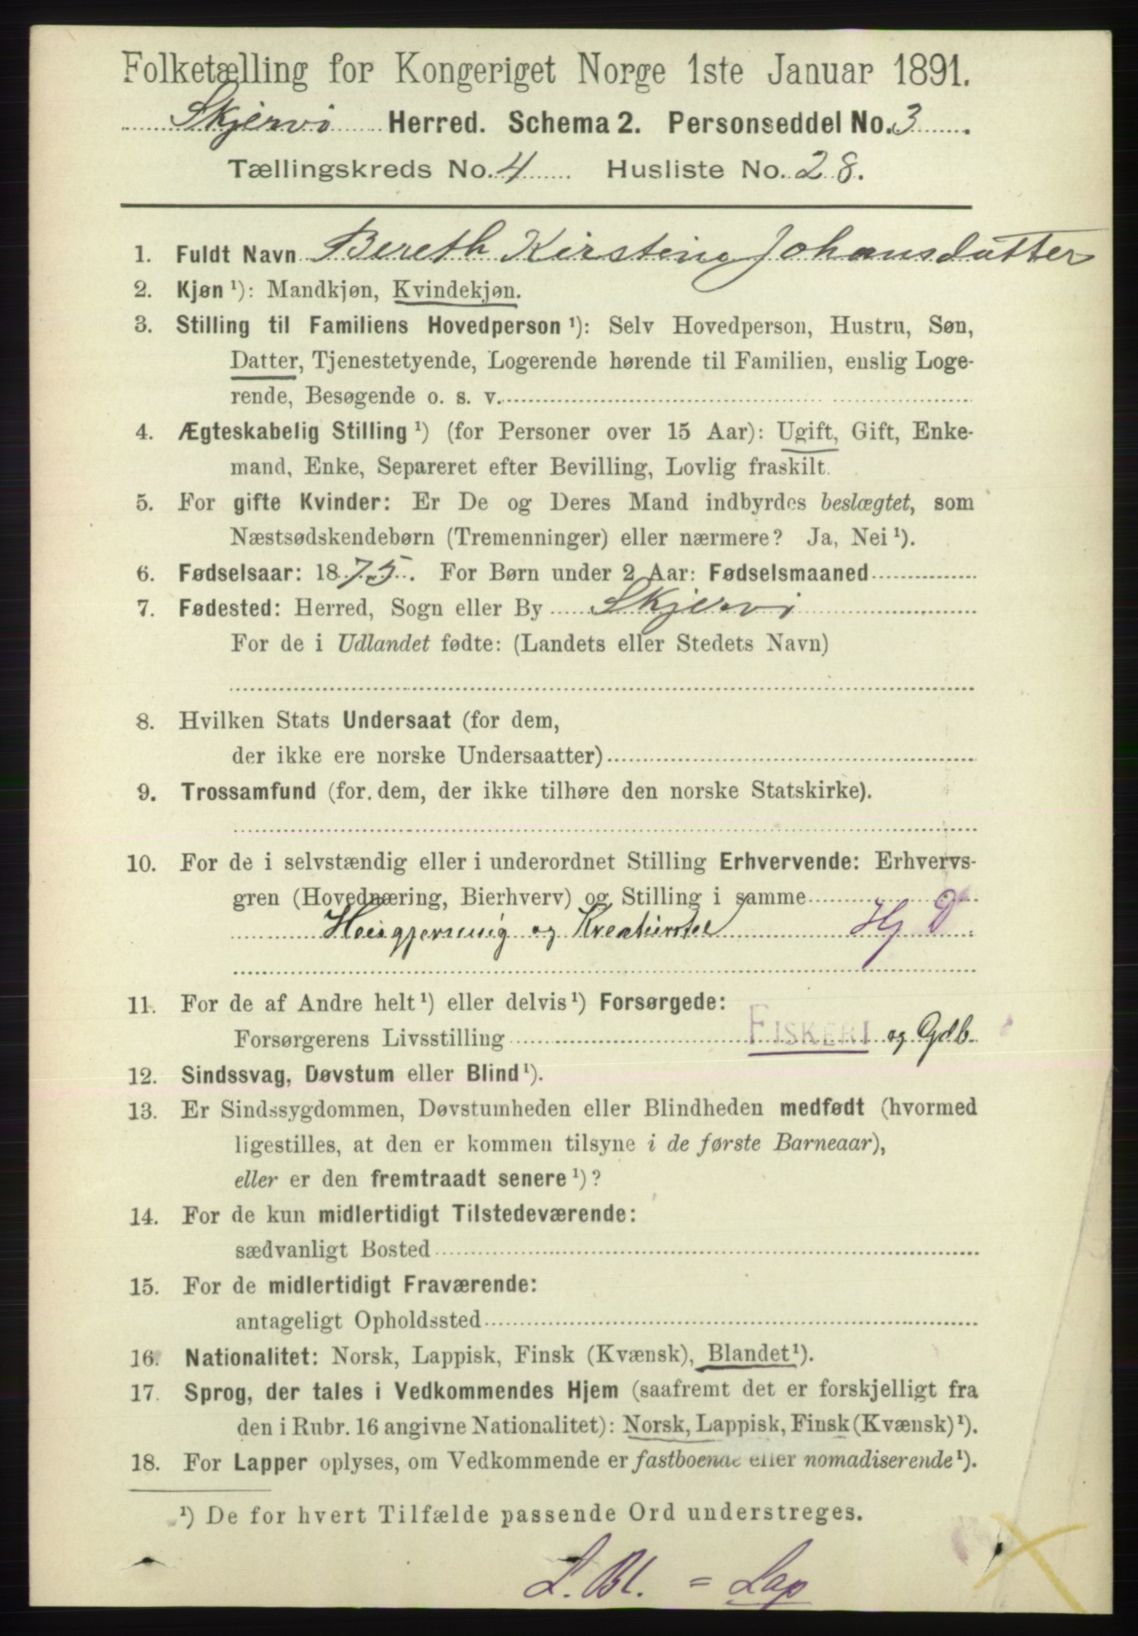 Folketælling for Kongeriget Norge 1ste Januar 1891.
Skjervø Herred. Schema 2. Personseddel No. 3.
Tællingskreds No. 4 Husliste No. 28.
1. Fuldt Navn Bereth Kirstine Johansdatter
2. Kjøn ¹): Mandkjøn, Kvindekjøn.
3. Stilling til Familiens Hovedperson ¹): Selv Hovedperson, Hustru, Søn,
Datter, Tjenestetyende, Logerende hørende til Familien, enslig Loge-
rende, Besøgende o. s. v.
4. Ægteskabelig Stilling ¹) (for Personer over 15 Aar): Ugift, Gift, Enke-
mand, Enke, Separeret efter Bevilling, Lovlig fraskilt.
5. For gifte Kvinder: Er De og Deres Mand indbyrdes beslægtet, som
Næstsødskendebørn (Tremenninger) eller nærmere? Ja, Nei ¹).
6. Fødselsaar: 1875. For Børn under 2 Aar: Fødselsmaaned
7. Fødested: Herred, Sogn eller By Skjervø
For de i Udlandet fødte: (Landets eller Stedets Navn)
8. Hvilken Stats Undersaat (for dem,
der ikke ere norske Undersaatter)
9. Trossamfund (for dem, der ikke tilhøre den norske Statskirke).
10. For de i selvstændig eller i underordnet Stilling Erhvervende: Erhvervs-
gren (Hovednæring, Bierhverv) og Stilling i samme
Huusgjerning og Kreaturstel Hj D.
11. For de af Andre helt ¹) eller delvis ¹) Forsørgede:
Forsørgerens Livsstilling FISKERI og Gdb.
12. Sindssvag, Døvstum eller Blind ¹).
13. Er Sindssygdommen, Døvstumheden eller Blindheden medfødt (hvormed
ligestilles, at den er kommen tilsyne i de første Barneaar),
eller er den fremtraadt senere ¹)?
14. For de kun midlertidigt Tilstedeværende:
sædvanligt Bosted
15. For de midlertidigt Fraværende:
antageligt Opholdssted
16. Nationalitet: Norsk, Lappisk, Finsk (Kvænsk), Blandet ¹).
17. Sprog, der tales i Vedkommendes Hjem (saafremt det er forskjelligt fra
den i Rubr. 16 angivne Nationalitet): Norsk, Lappisk, Finsk (Kvænsk) ¹).
18. For Lapper oplyses, om Vedkommende er fastboende eller nomadiserende ¹).
¹) De for hvert Tilfælde passende Ord understreges.
L. Bl. = Lap